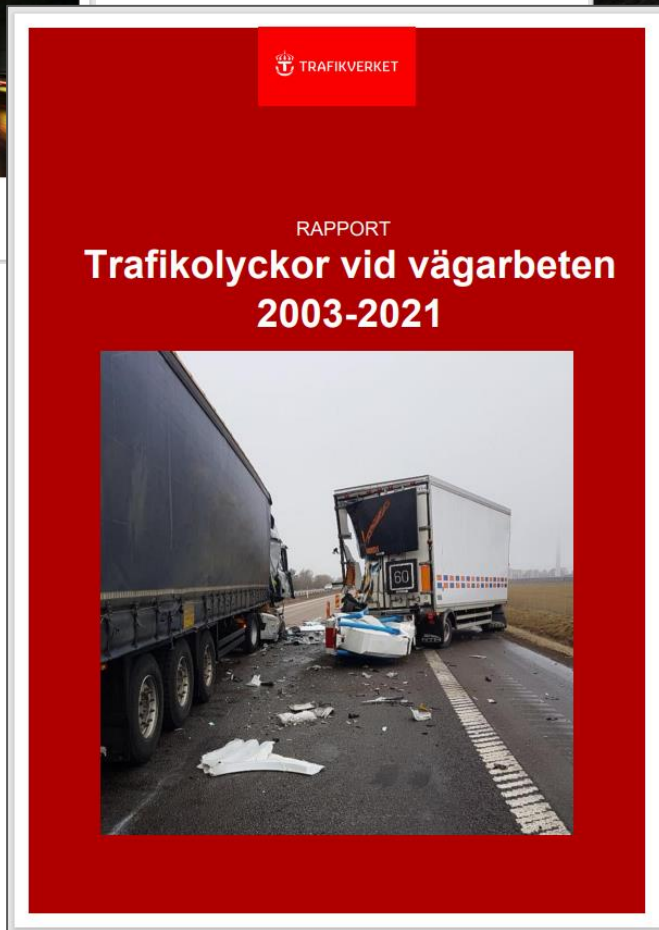 TRAFIKVERKET
RAPPORT
Trafikolyckor vid vägarbeten
2003-2021
60